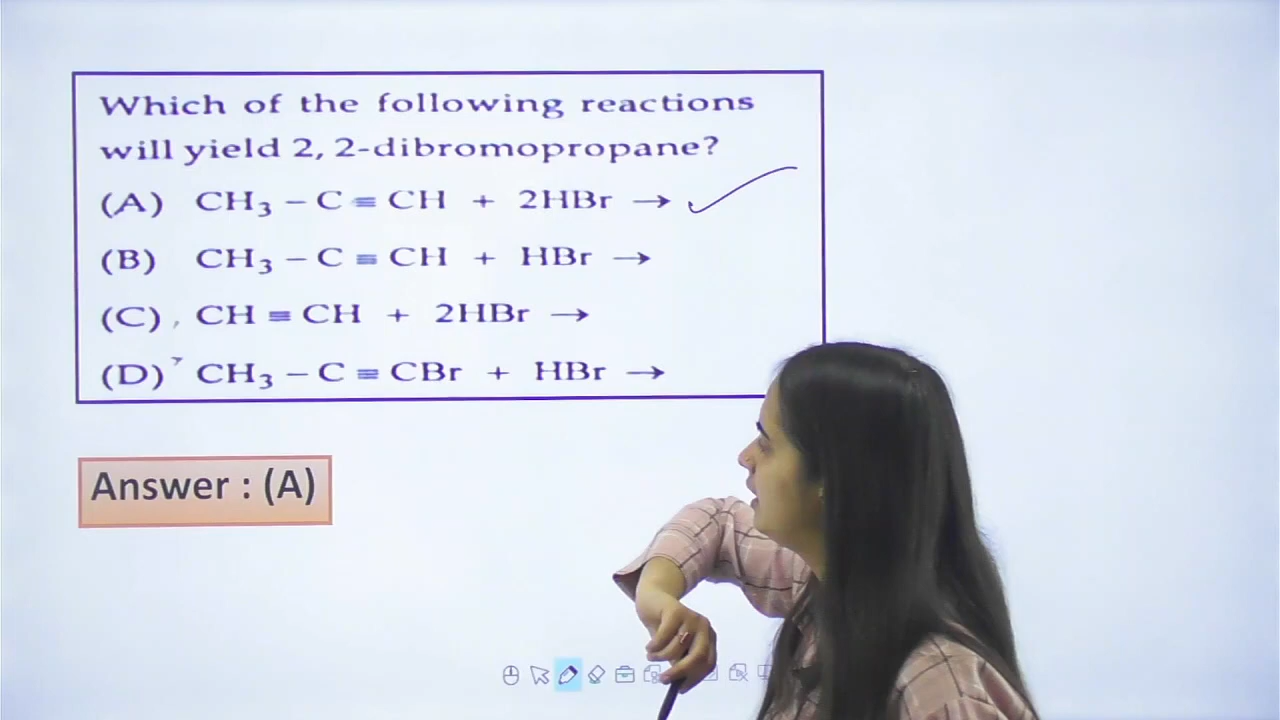 Which of the following reactions
will yield 2, 2-dibromopropane?
(A) CH₃ − C ≡ CH + 2HBr →
(B) CH₃ − C ≡ CH + HBr →
(C) CH ≡ CH + 2HBr →
(D) CH₃ − C ≡ CBr + HBr →
Answer : (A)